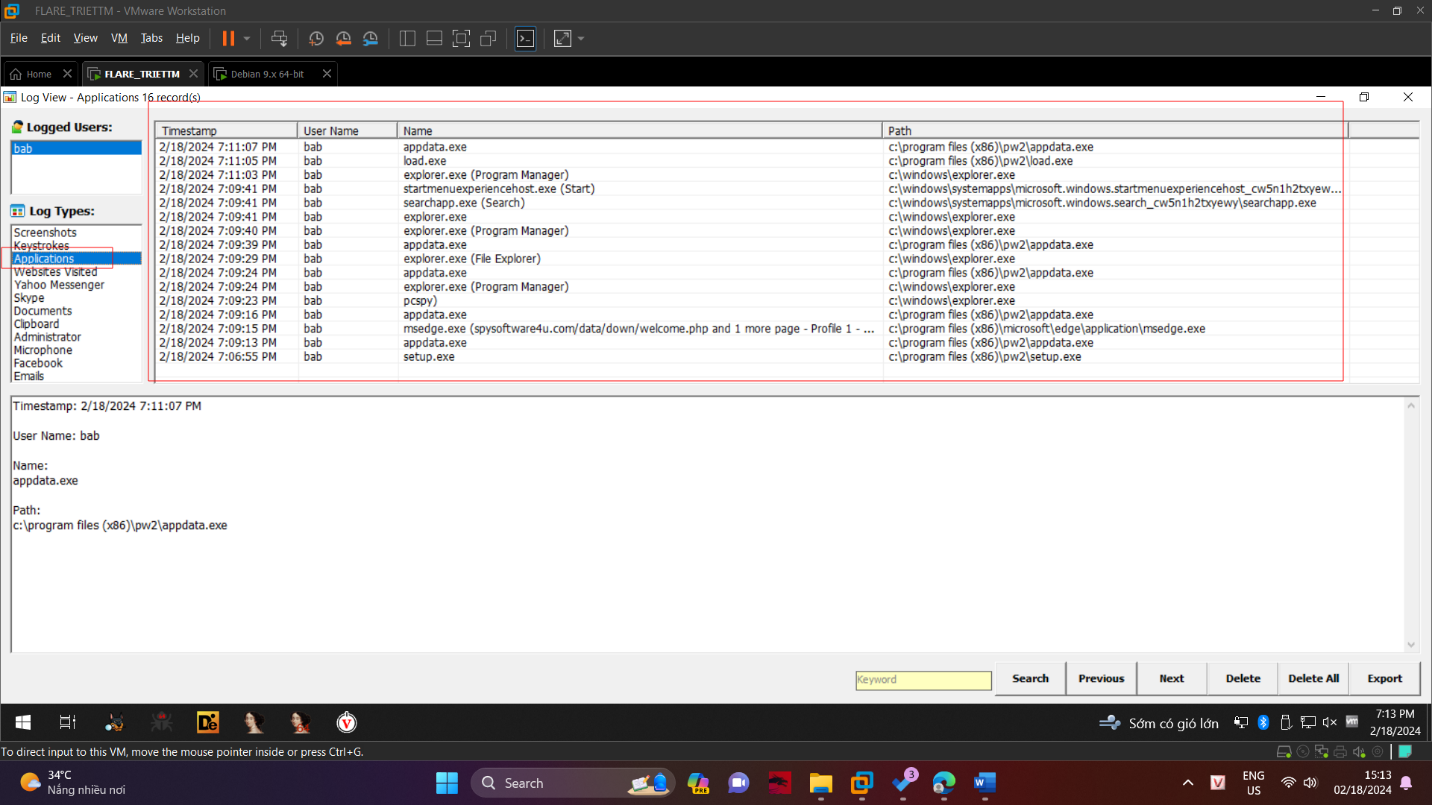 FLARE_TRIETTM - VMware Workstation
File Edit View VM Tabs Help
Home FLARE_TRIETTM Debian 9.x 64-bit
Log View - Applications 16 record(s)
Logged Users:
bab
Log Types:
Screenshots
Keystrokes
Applications
Websites Visited
Yahoo Messenger
Skype
Documents
Clipboard
Administrator
Microphone
Facebook
Emails
Timestamp User Name Name Path
2/18/2024 7:11:07 PM bab appdata.exe c:\program files (x86)\pw2\appdata.exe
2/18/2024 7:11:05 PM bab load.exe c:\program files (x86)\pw2\load.exe
2/18/2024 7:11:03 PM bab explorer.exe (Program Manager) c:\windows\explorer.exe
2/18/2024 7:09:41 PM bab startmenuexperiencehost.exe (Start) c:\windows\systemapps\microsoft.windows.startmenuexperiencehost_cw5n1h2txyew...
2/18/2024 7:09:41 PM bab searchapp.exe (Search) c:\windows\systemapps\microsoft.windows.search_cw5n1h2txyewy\searchapp.exe
2/18/2024 7:09:41 PM bab explorer.exe c:\windows\explorer.exe
2/18/2024 7:09:40 PM bab explorer.exe (Program Manager) c:\windows\explorer.exe
2/18/2024 7:09:39 PM bab appdata.exe c:\program files (x86)\pw2\appdata.exe
2/18/2024 7:09:29 PM bab explorer.exe (File Explorer) c:\windows\explorer.exe
2/18/2024 7:09:24 PM bab appdata.exe c:\program files (x86)\pw2\appdata.exe
2/18/2024 7:09:24 PM bab explorer.exe (Program Manager) c:\windows\explorer.exe
2/18/2024 7:09:23 PM bab pcspy) c:\windows\explorer.exe
2/18/2024 7:09:16 PM bab appdata.exe c:\program files (x86)\pw2\appdata.exe
2/18/2024 7:09:15 PM bab msedge.exe (spysoftware4u.com/data/down/welcome.php and 1 more page - Profile 1 - ... c:\program files (x86)\microsoft\edge\application\msedge.exe
2/18/2024 7:09:13 PM bab appdata.exe c:\program files (x86)\pw2\appdata.exe
2/18/2024 7:06:55 PM bab setup.exe c:\program files (x86)\pw2\setup.exe
Timestamp: 2/18/2024 7:11:07 PM
User Name: bab
Name:
appdata.exe
Path:
c:\program files (x86)\pw2\appdata.exe
Keyword Search Previous Next Delete Delete All Export
De V Sớm có gió lớn vm 7:13 PM
2/18/2024
To direct input to this VM, move the mouse pointer inside or press Ctrl+G.
34°C
Nắng nhiều nơi
Search PRE 3 W V ENG
US
15:13
02/18/2024